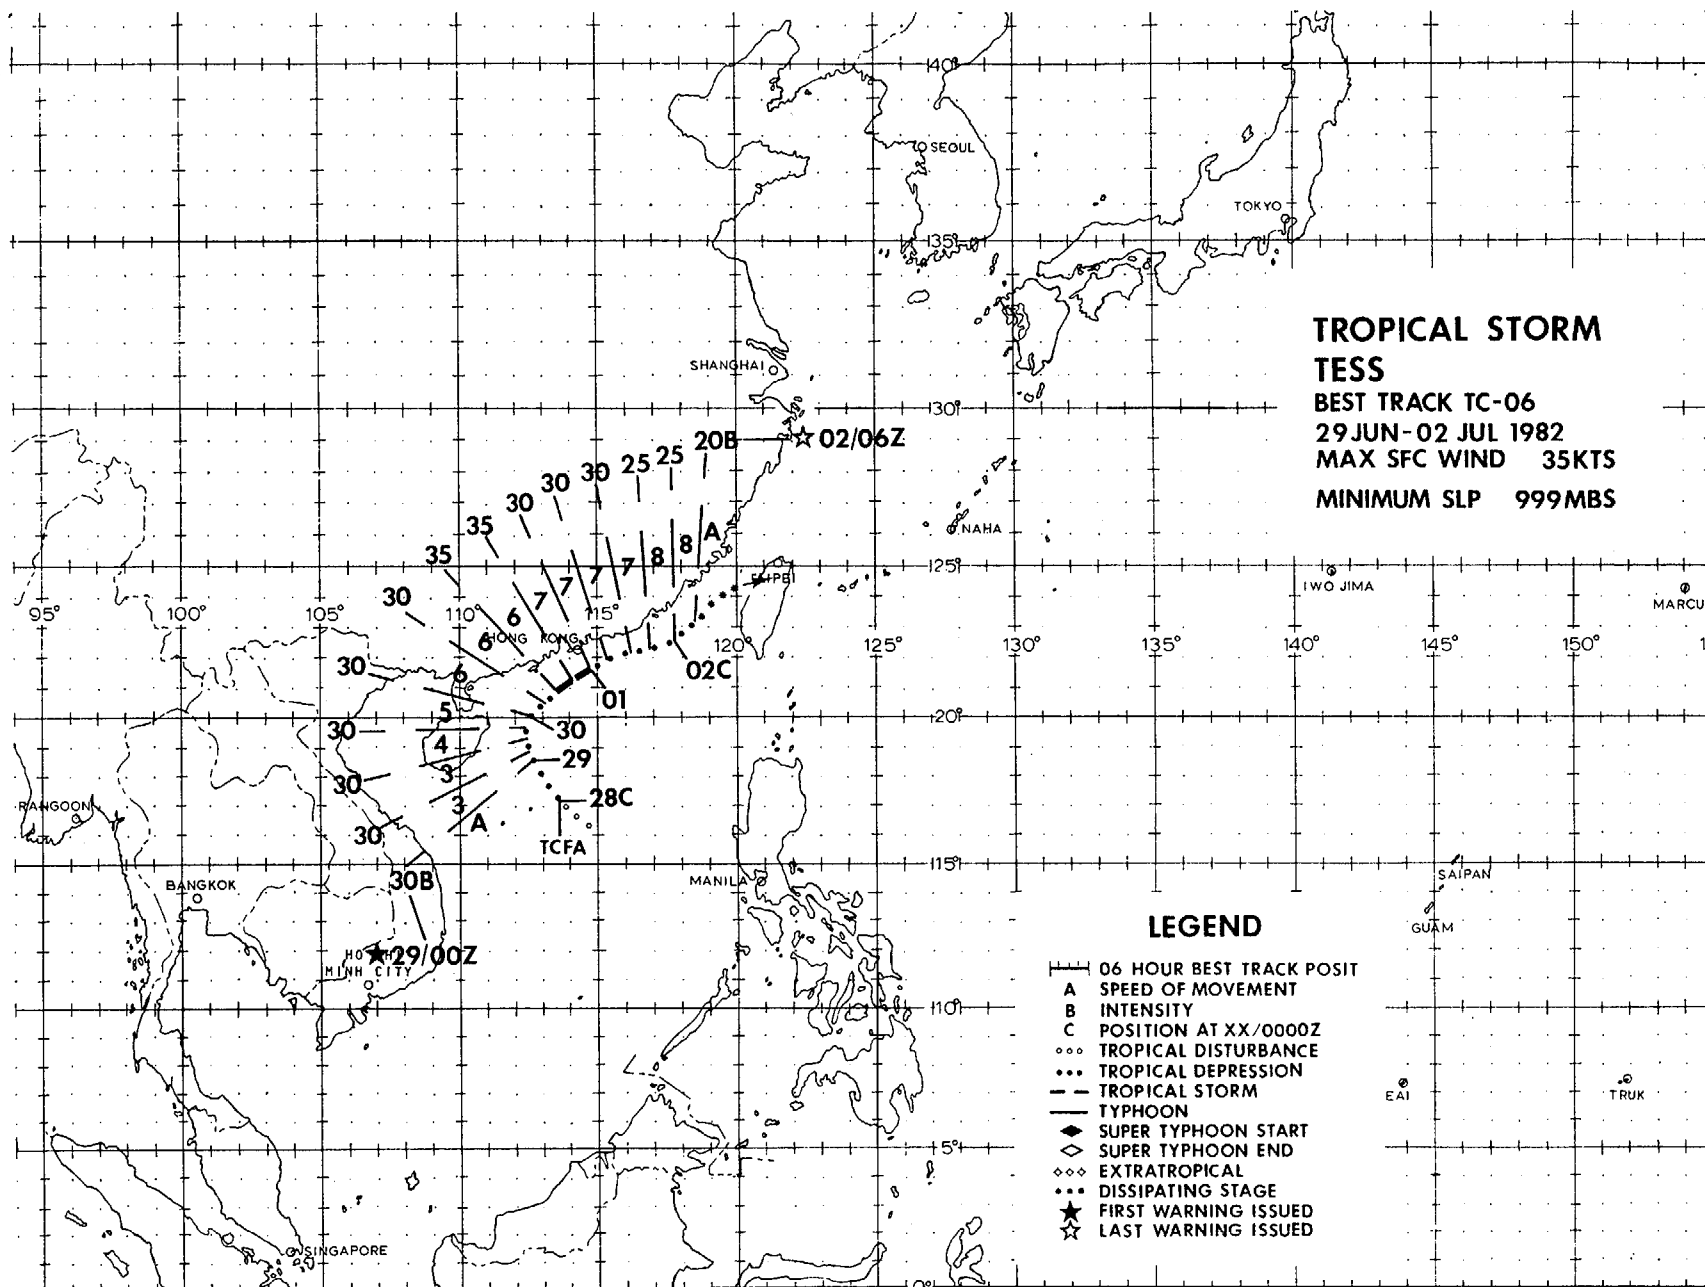 40°
SEOUL
TOKYO
35°
TROPICAL STORM
TESS
BEST TRACK TC-06
29 JUN-02 JUL 1982
MAX SFC WIND 35KTS
MINIMUM SLP 999MBS
SHANGHAI
30°
20B
02/06Z
25
25
30
30
30
35
35
30
30
30
30
30
30B
NAHA
A
8
8
7
7
7
7
6
6
6
5
4
3
3
A
25°
TAIPEI
IWO JIMA
MARCU
95°
100°
105°
110°
115°
HONG KONG
120°
125°
130°
135°
140°
145°
150°
02C
01
20°
30
29
28C
TCFA
RANGOON
15°
BANGKOK
MANILA
SAIPAN
GUAM
29/00Z
HO CHI
MINH CITY
10°
LEGEND
06 HOUR BEST TRACK POSIT
A SPEED OF MOVEMENT
B INTENSITY
C POSITION AT XX/0000Z
TROPICAL DISTURBANCE
TROPICAL DEPRESSION
TROPICAL STORM
TYPHOON
SUPER TYPHOON START
SUPER TYPHOON END
EXTRATROPICAL
DISSIPATING STAGE
FIRST WARNING ISSUED
LAST WARNING ISSUED
EAI
TRUK
5°
SINGAPORE
0°